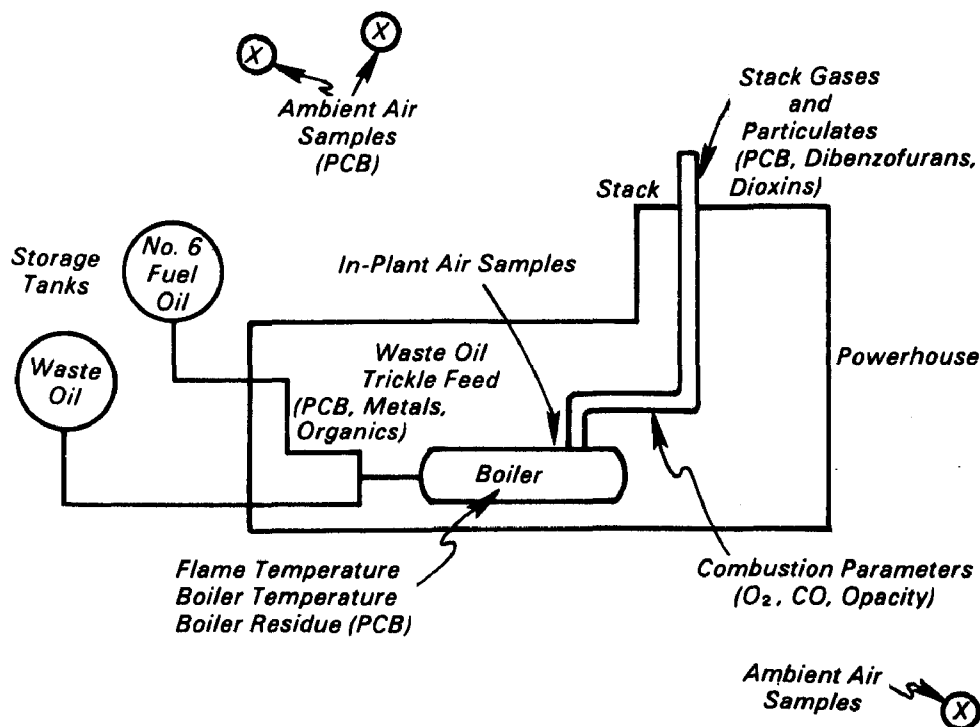 X
X
Ambient Air
Samples
(PCB)
Stack Gases
and
Particulates
(PCB, Dibenzofurans,
Dioxins)
Stack
Storage
Tanks
No. 6
Fuel
Oil
In-Plant Air Samples
Waste
Oil
Waste Oil
Trickle Feed
(PCB, Metals,
Organics)
Powerhouse
Boiler
Flame Temperature
Boiler Temperature
Boiler Residue (PCB)
Combustion Parameters
(O₂, CO, Opacity)
Ambient Air
Samples
X